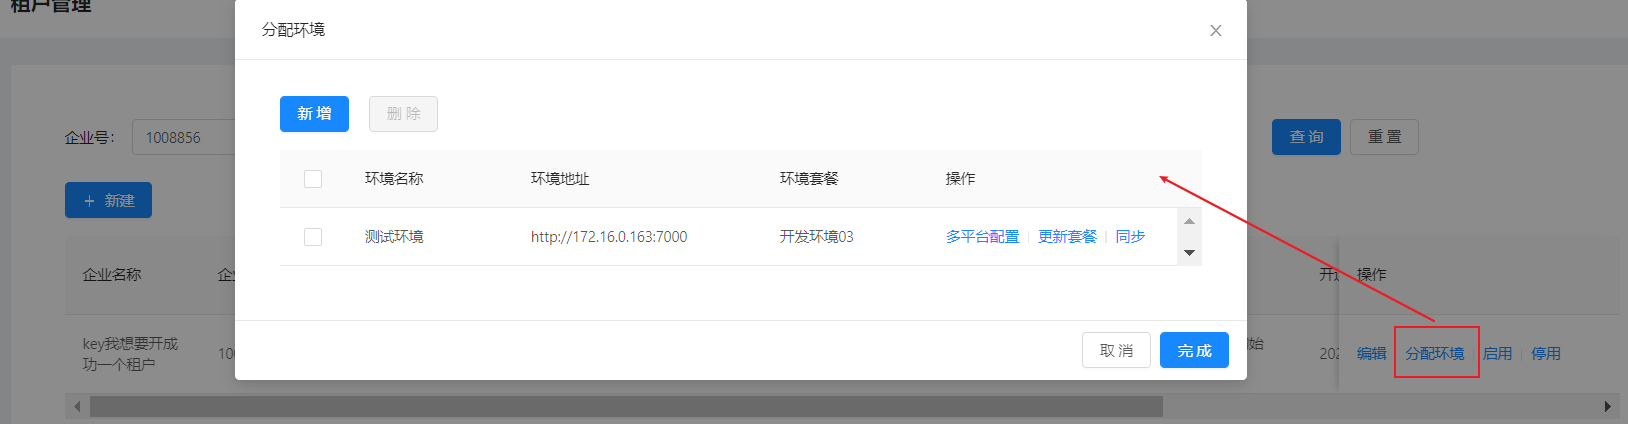 租户管理
分配环境
新 增
删 除
企业号：
1008856
查 询
重 置
环境名称
环境地址
环境套餐
操作
+ 新建
测试环境
http://172.16.0.163:7000
开发环境03
多平台配置
更新套餐
同步
企业名称
操作
key我想要开成
功一个租户
编辑
分配环境
启用
停用
取 消
完 成